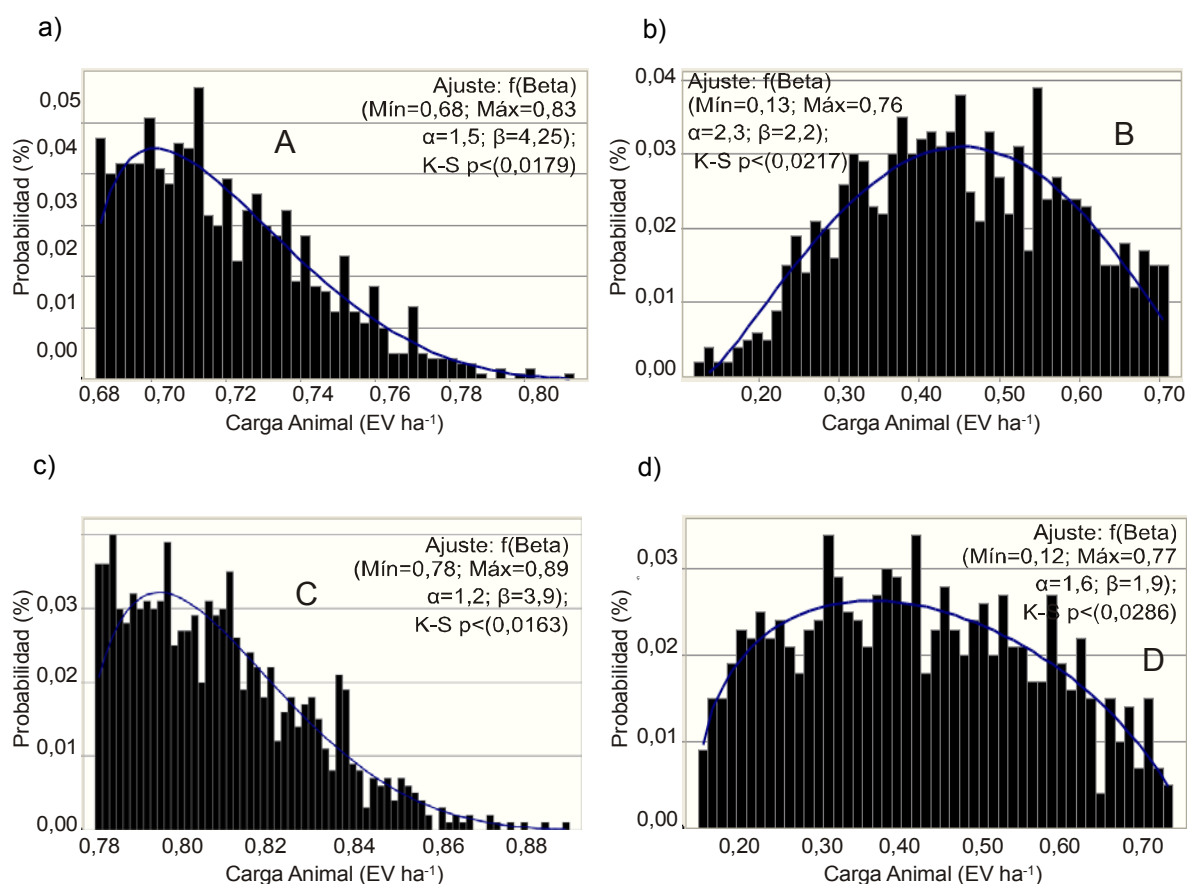 a)
Ajuste: f(Beta)
(Mín=0,68; Máx=0,83
α=1,5; β=4,25);
K-S p<(0,0179)
A
Probabilidad (%)
0,05
0,04
0,03
0,02
0,01
0,00
0,68 0,70 0,72 0,74 0,76 0,78 0,80
Carga Animal (EV ha⁻¹)
b)
Ajuste: f(Beta)
(Mín=0,13; Máx=0,76
α=2,3; β=2,2);
K-S p<(0,0217)
B
Probabilidad (%)
0,04
0,03
0,02
0,01
0,00
0,20 0,30 0,40 0,50 0,60 0,70
Carga Animal (EV ha⁻¹)
c)
Ajuste: f(Beta)
(Mín=0,78; Máx=0,89
α=1,2; β=3,9);
K-S p<(0,0163)
C
Probabilidad (%)
0,03
0,02
0,01
0,00
0,78 0,80 0,82 0,84 0,86 0,88
Carga Animal (EV ha⁻¹)
d)
Ajuste: f(Beta)
(Mín=0,12; Máx=0,77
α=1,6; β=1,9);
K-S p<(0,0286)
D
Probabilidad (%)
0,03
0,02
0,01
0,00
0,20 0,30 0,40 0,50 0,60 0,70
Carga Animal (EV ha⁻¹)